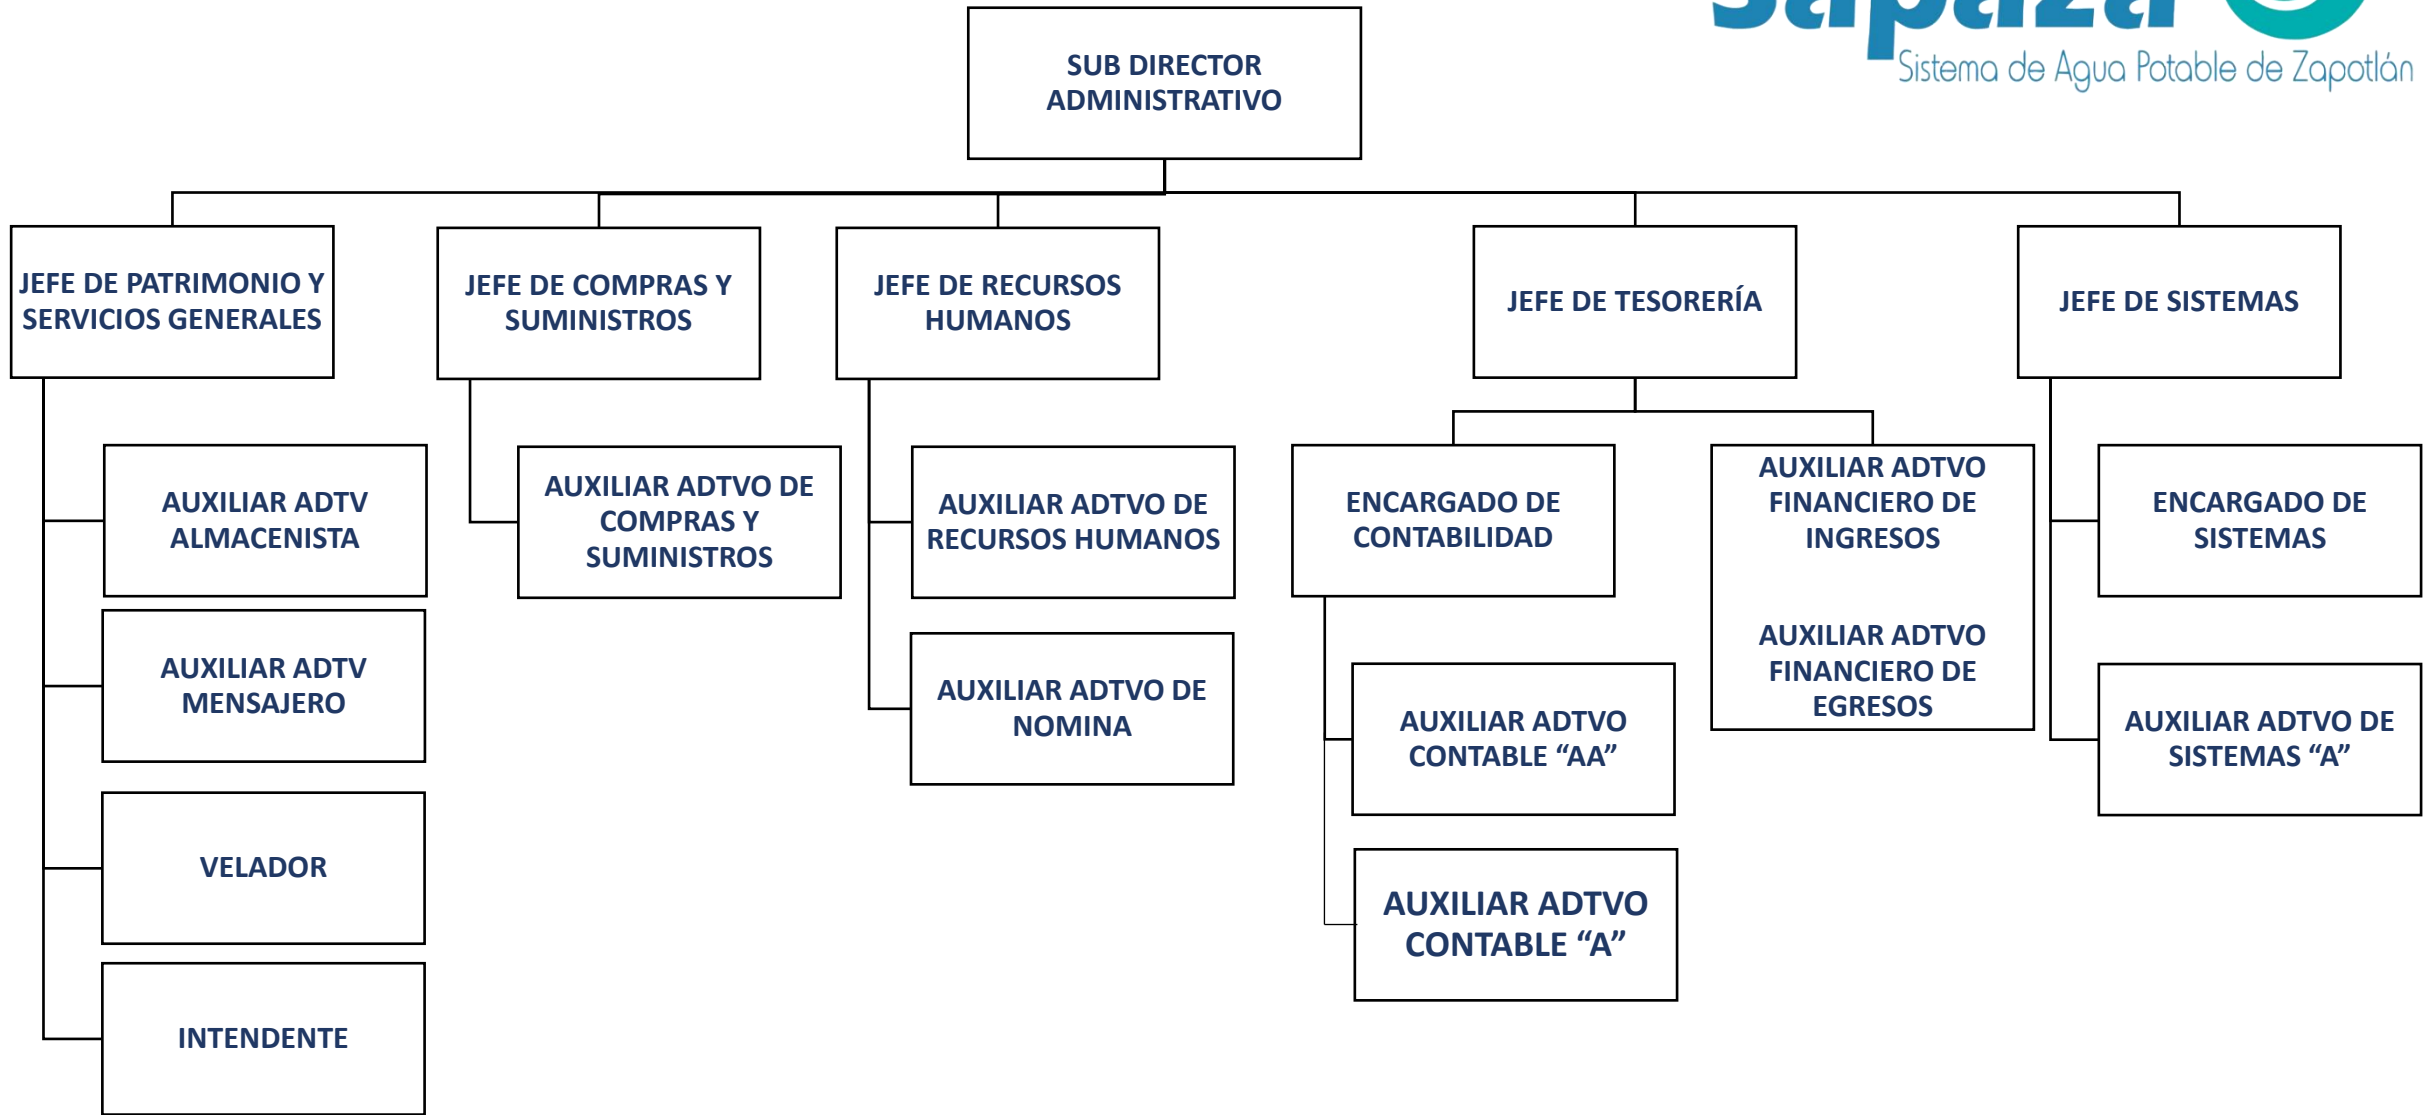 sapaza
Sistema de Agua Potable de Zapotlán
SUB DIRECTOR
ADMINISTRATIVO
JEFE DE PATRIMONIO Y
SERVICIOS GENERALES
JEFE DE COMPRAS Y
SUMINISTROS
JEFE DE RECURSOS
HUMANOS
JEFE DE TESORERÍA
JEFE DE SISTEMAS
AUXILIAR ADTV
ALMACENISTA
AUXILIAR ADTV
MENSAJERO
VELADOR
INTENDENTE
AUXILIAR ADTVO DE
COMPRAS Y
SUMINISTROS
AUXILIAR ADTVO DE
RECURSOS HUMANOS
AUXILIAR ADTVO DE
NOMINA
ENCARGADO DE
CONTABILIDAD
AUXILIAR ADTVO
CONTABLE “AA”
AUXILIAR ADTVO
CONTABLE “A”
AUXILIAR ADTVO
FINANCIERO DE
INGRESOS
AUXILIAR ADTVO
FINANCIERO DE
EGRESOS
ENCARGADO DE
SISTEMAS
AUXILIAR ADTVO DE
SISTEMAS “A”